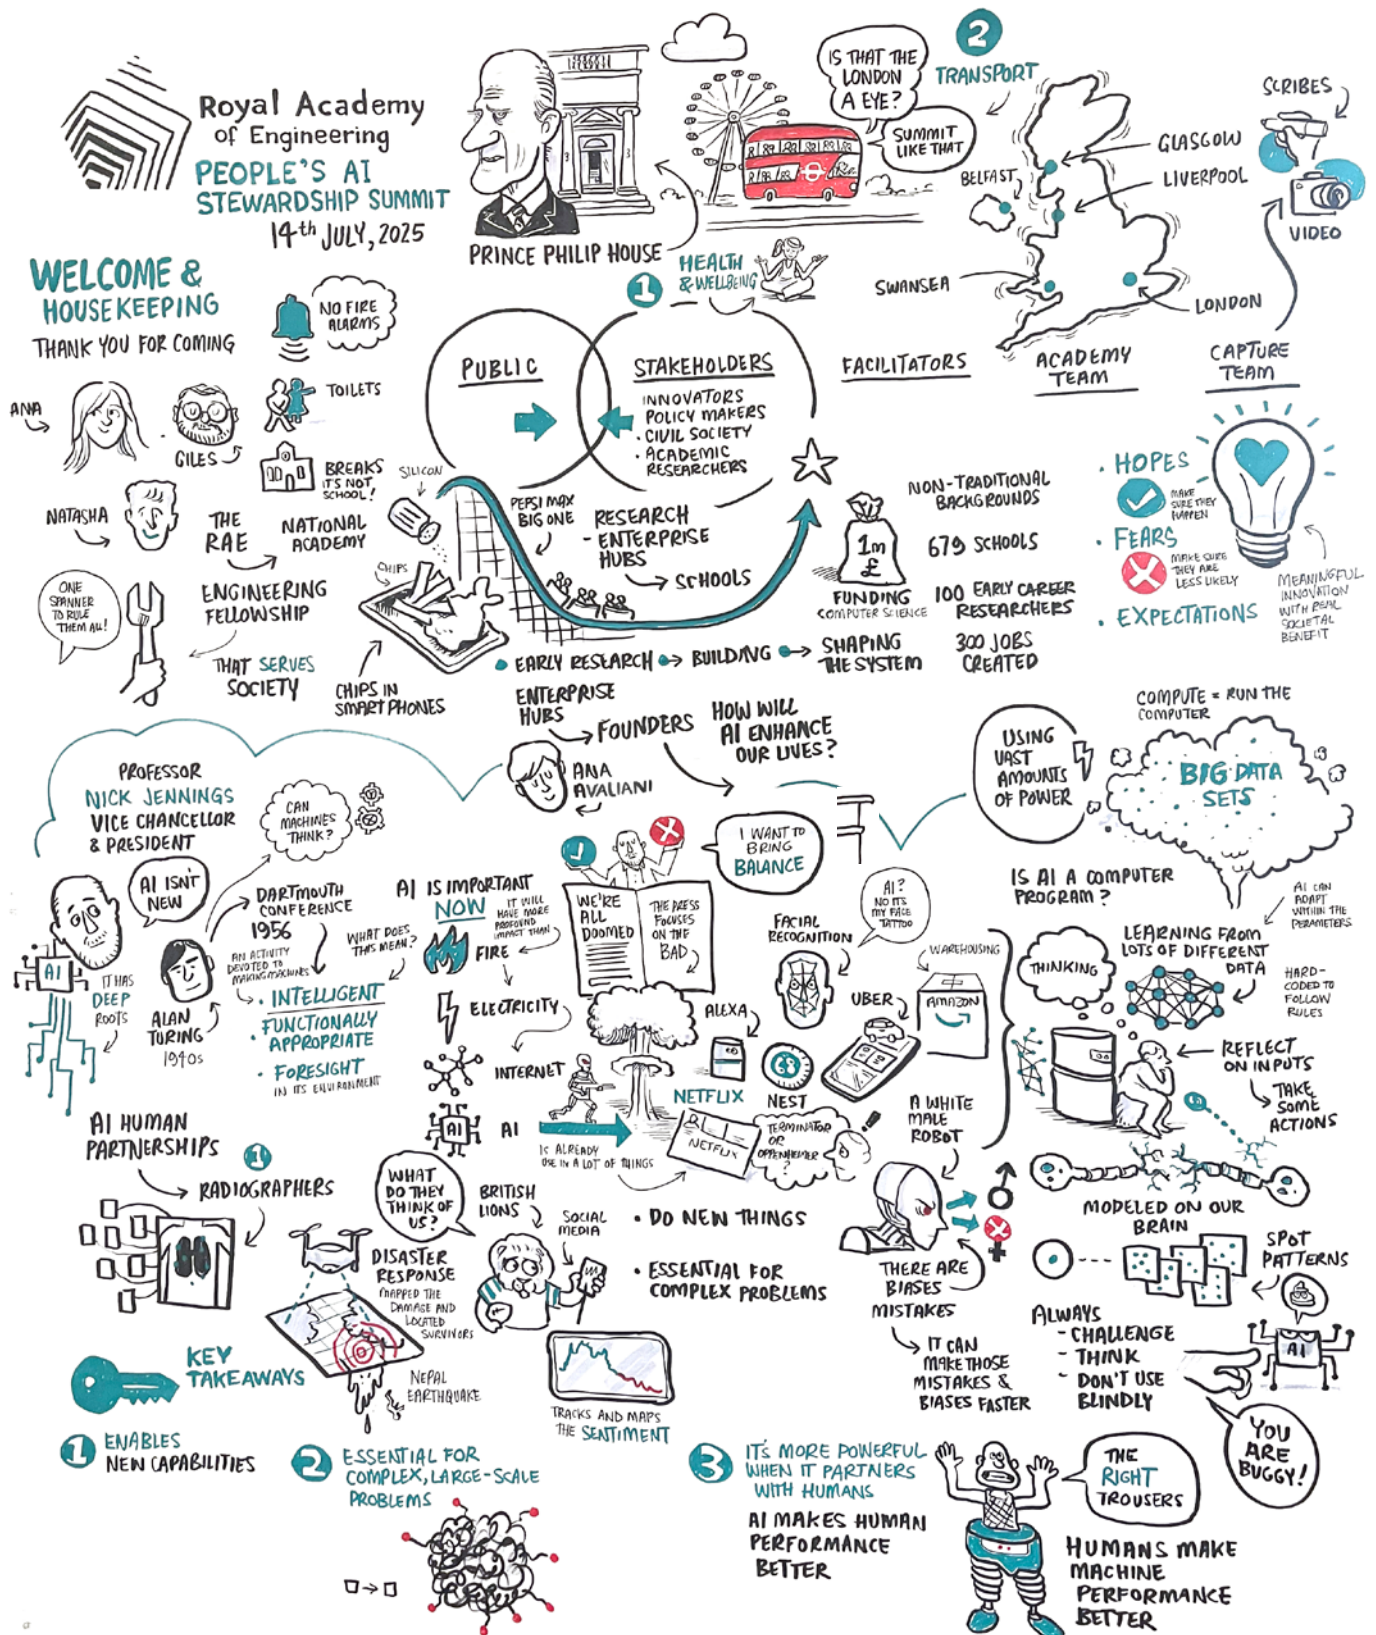 Royal Academy
of Engineering
PEOPLE'S AI
STEWARDSHIP SUMMIT
14th JULY, 2025
PRINCE PHILIP HOUSE
IS THAT THE
LONDON
A EYE?
SUMMIT
LIKE THAT
2
TRANSPORT
GLASGOW
LIVERPOOL
BELFAST
SWANSEA
LONDON
SCRIBES
VIDEO
WELCOME &
HOUSEKEEPING
THANK YOU FOR COMING
NO FIRE
ALARMS
TOILETS
BREAKS
IT'S NOT
SCHOOL!
ANA
GILES
NATASHA
THE
RAE
NATIONAL
ACADEMY
ENGINEERING
FELLOWSHIP
THAT SERVES
SOCIETY
ONE
SPANNER
TO RULE
THEM ALL!
1
HEALTH
& WELLBEING
PUBLIC
STAKEHOLDERS
INNOVATORS
POLICY MAKERS
• CIVIL SOCIETY
• ACADEMIC
RESEARCHERS
FACILITATORS
ACADEMY
TEAM
CAPTURE
TEAM
SILICON
CHIPS
CHIPS IN
SMART PHONES
PEPSI MAX
BIG ONE
RESEARCH
- ENTERPRISE
HUBS
SCHOOLS
1m
£
FUNDING
COMPUTER SCIENCE
NON-TRADITIONAL
BACKGROUNDS
679 SCHOOLS
100 EARLY CAREER
RESEARCHERS
300 JOBS
CREATED
• EARLY RESEARCH
BUILDING
SHAPING
THE SYSTEM
• HOPES
MAKE
SURE THEY
HAPPEN
• FEARS
MAKE SURE
THEY ARE
LESS LIKELY
• EXPECTATIONS
MEANINGFUL
INNOVATION
WITH REAL
SOCIETAL
BENEFIT
ENTERPRISE
HUBS
FOUNDERS
HOW WILL
AI ENHANCE
OUR LIVES?
ANA
AVALIANI
PROFESSOR
NICK JENNINGS
VICE CHANCELLOR
& PRESIDENT
AI ISN'T
NEW
AI
IT HAS
DEEP
ROOTS
CAN
MACHINES
THINK?
ALAN
TURING
1940s
DARTMOUTH
CONFERENCE
1956
AN ACTIVITY
DEVOTED TO
MAKING MACHINES
WHAT DOES
THIS MEAN?
• INTELLIGENT
• FUNCTIONALLY
APPROPRIATE
• FORESIGHT
IN ITS ENVIRONMENT
AI IS IMPORTANT
NOW
IT WILL
HAVE MORE
PROFOUND
IMPACT THAN
FIRE
ELECTRICITY
INTERNET
AI
AI
IS ALREADY
USE IN A LOT OF THINGS
I WANT TO
BRING
BALANCE
WE'RE
ALL
DOOMED
THE PRESS
FOCUSES
ON THE
BAD
FACIAL
RECOGNITION
AI?
NO IT'S
MY FACE
TATTOO
ALEXA
NEST
NETFLIX
NETFLIX
UBER
WAREHOUSING
AMAZON
TERMINATOR
OR
OPPENHEIMER
?
!
A WHITE
MALE
ROBOT
THERE ARE
BIASES
MISTAKES
IT CAN
MAKE THOSE
MISTAKES &
BIASES FASTER
COMPUTE = RUN THE
COMPUTER
USING
VAST
AMOUNTS
OF POWER
BIG DATA
SETS
IS AI A COMPUTER
PROGRAM?
AI CAN
ADAPT
WITHIN THE
PERAMETERS
THINKING
LEARNING FROM
LOTS OF DIFFERENT
DATA
HARD-
CODED TO
FOLLOW
RULES
REFLECT
ON INPUTS
TAKE
SOME
ACTIONS
MODELED ON OUR
BRAIN
SPOT
PATTERNS
ALWAYS
- CHALLENGE
- THINK
- DON'T USE
BLINDLY
AI
YOU
ARE
BUGGY!
AI HUMAN
PARTNERSHIPS
1
RADIOGRAPHERS
DISASTER
RESPONSE
MAPPED THE
DAMAGE AND
LOCATED
SURVIVORS
NEPAL
EARTHQUAKE
WHAT
DO THEY
THINK OF
US?
BRITISH
LIONS
SOCIAL
MEDIA
• DO NEW THINGS
• ESSENTIAL FOR
COMPLEX PROBLEMS
TRACKS AND MAPS
THE SENTIMENT
KEY
TAKEAWAYS
1
ENABLES
NEW CAPABILITIES
2
ESSENTIAL FOR
COMPLEX, LARGE-SCALE
PROBLEMS
3
IT'S MORE POWERFUL
WHEN IT PARTNERS
WITH HUMANS
AI MAKES HUMAN
PERFORMANCE
BETTER
THE
RIGHT
TROUSERS
HUMANS MAKE
MACHINE
PERFORMANCE
BETTER